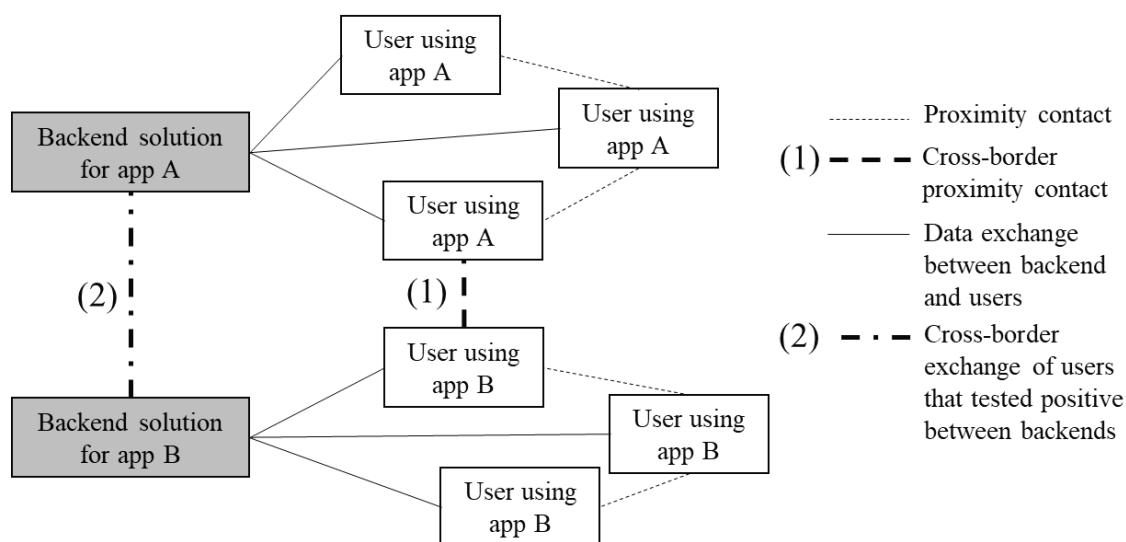 User using
app A
User using
app A
Backend solution
for app A
User using
app A
(2)
(1)
User using
app B
Backend solution
for app B
User using
app B
User using
app B
Proximity contact
(1)
Cross-border
proximity contact
Data exchange
between backend
and users
(2)
Cross-border
exchange of users
that tested positive
between backends